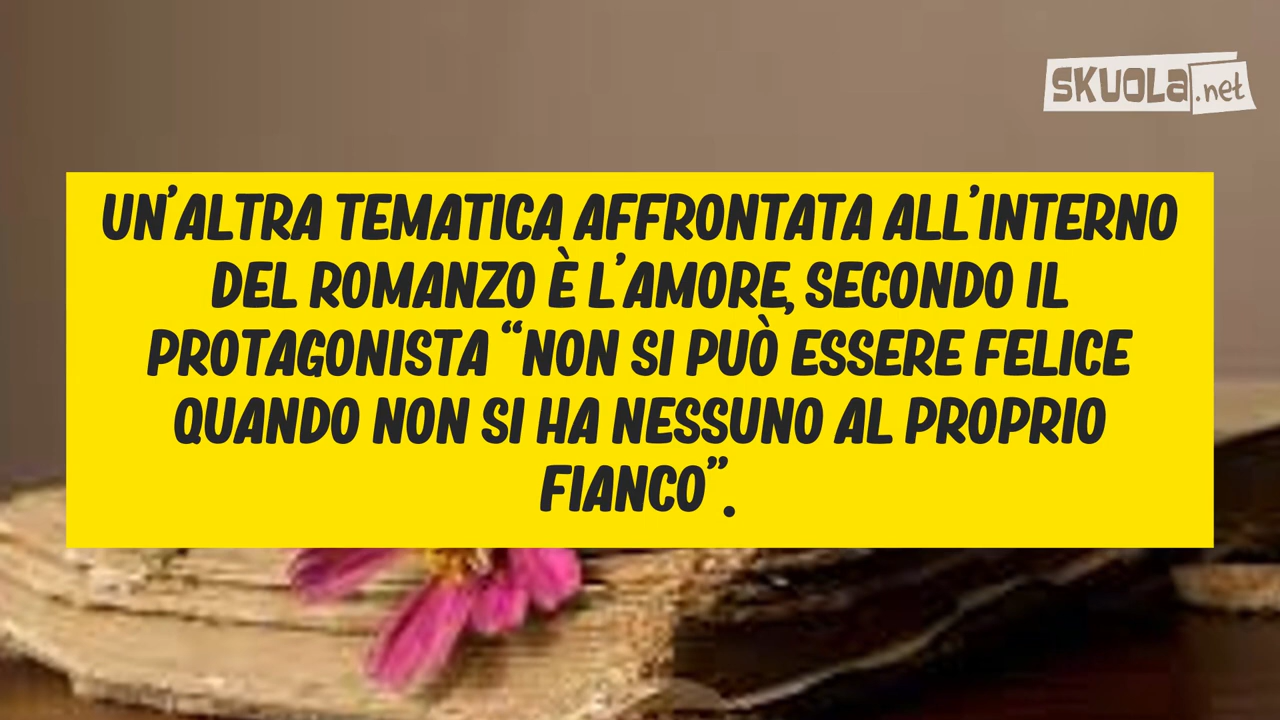 SKUOLA.net
UN'ALTRA TEMATICA AFFRONTATA ALL'INTERNO
DEL ROMANZO È L'AMORE, SECONDO IL
PROTAGONISTA “NON SI PUÒ ESSERE FELICE
QUANDO NON SI HA NESSUNO AL PROPRIO
FIANCO”.